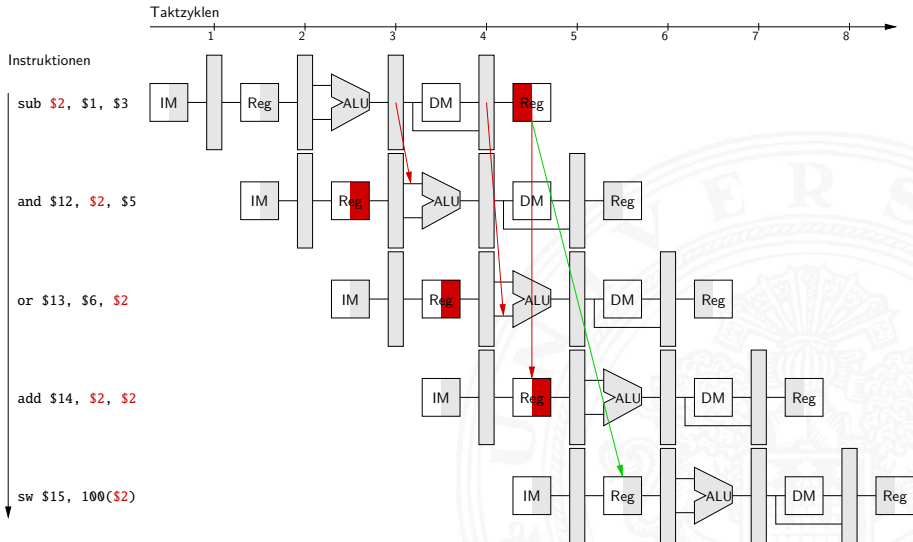 Taktzyklen
1 2 3 4 5 6 7 8
Instruktionen
sub $2, $1, $3
IM Reg ALU DM Reg
and $12, $2, $5
IM Reg ALU DM Reg
or $13, $6, $2
IM Reg ALU DM Reg
add $14, $2, $2
IM Reg ALU DM Reg
sw $15, 100($2)
IM Reg ALU DM Reg